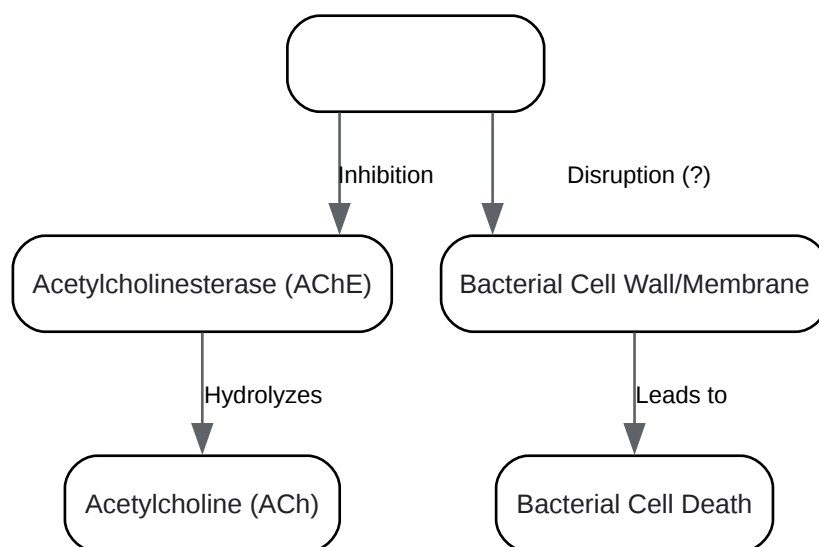 Inhibition
Disruption (?)
Acetylcholinesterase (AChE)
Bacterial Cell Wall/Membrane
Hydrolyzes
Leads to
Acetylcholine (ACh)
Bacterial Cell Death